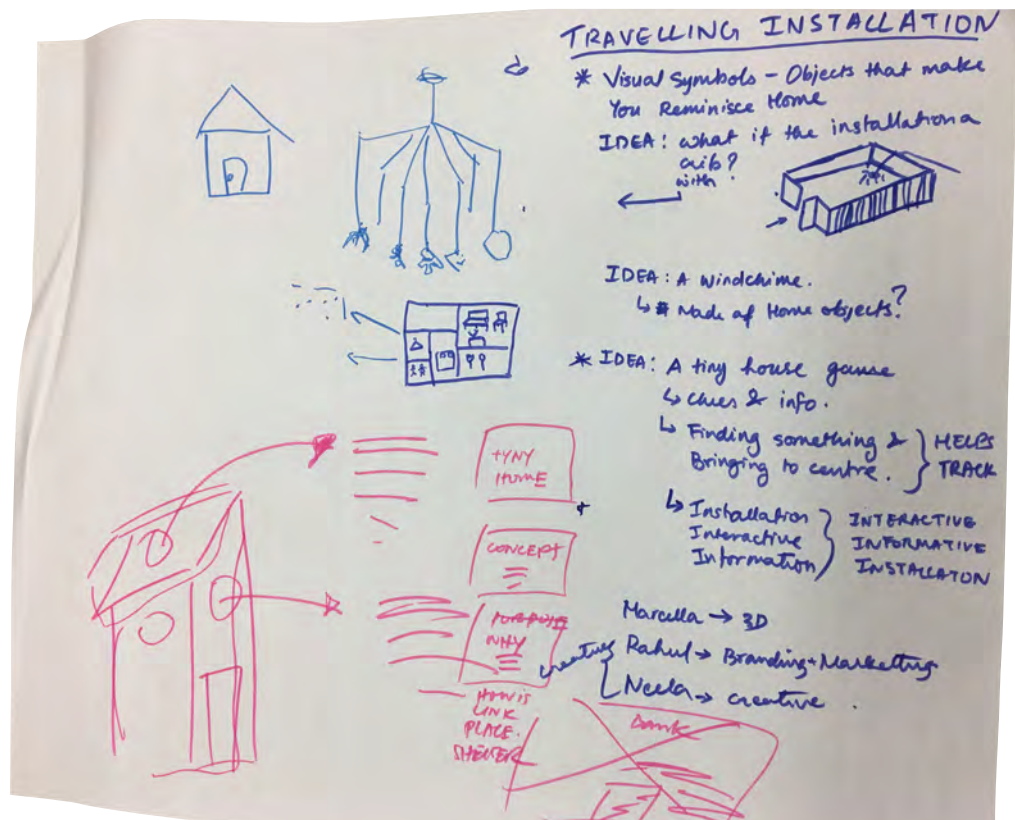 TRAVELLING INSTALLATION
* Visual Symbols - Objects that make
You Reminisce Home
IDEA: what if the installation a
crib?
with
IDEA: A windchime.
↳ Made of Home objects?
* IDEA: A tiny house game
↳ clues & info.
↳ Finding something &
Bringing to centre.
HELPS
TRACK
↳ Installation
Interactive
Information
INTERACTIVE
INFORMATIVE
INSTALLATON
Marcella → 3D
Rahul → Branding + Marketting
Neela → creative
creative
TYNY
HOME
CONCEPT
PURPOSE
WHY
HOW IS
LINK
PLACE.
SHELTER